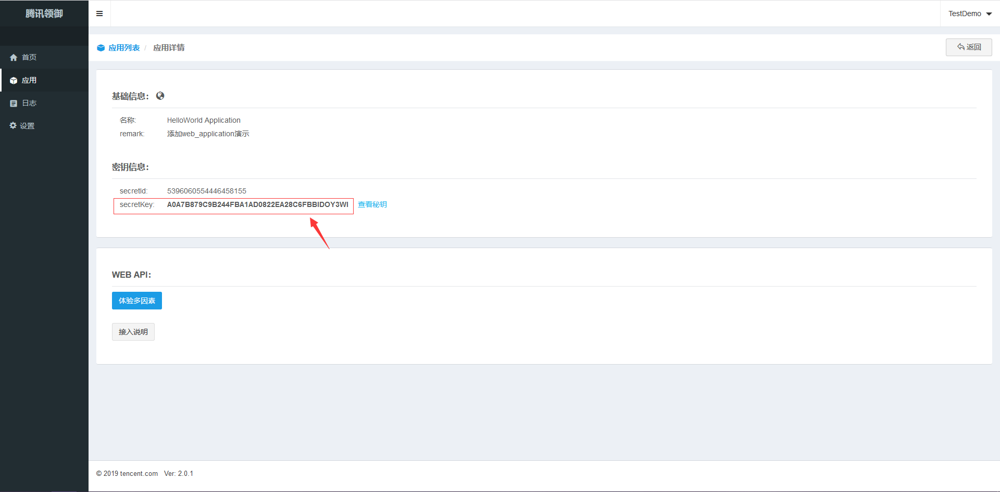 腾讯领御
TestDemo
首页
应用
日志
设置
应用列表 / 应用详情
返回
基础信息：
名称: HelloWorld Application
remark: 添加web_application演示
密钥信息：
secretId: 5396060554446458155
secretKey: A0A7B879C9B244FBA1AD0822EA28C6FBBIDOY3WI 查看秘钥
WEB API：
体验多因素
接入说明
© 2019 tencent.com Ver: 2.0.1